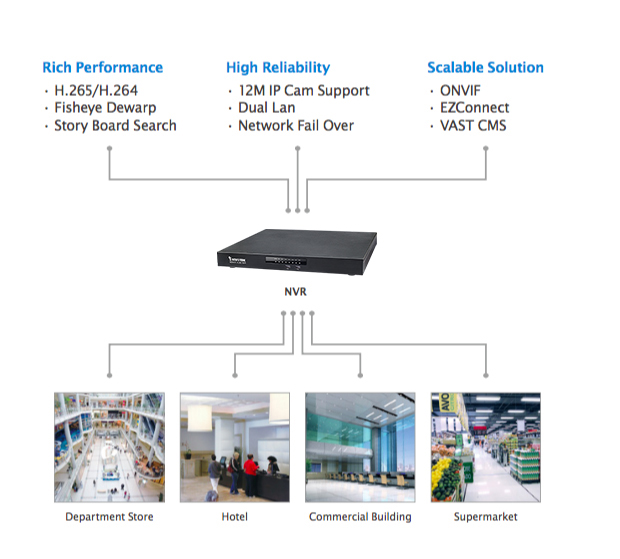 Rich Performance
· H.265/H.264
· Fisheye Dewarp
· Story Board Search
High Reliability
· 12M IP Cam Support
· Dual Lan
· Network Fail Over
Scalable Solution
· ONVIF
· EZConnect
· VAST CMS
NVR
AVO
Department Store
Hotel
Commercial Building
Supermarket